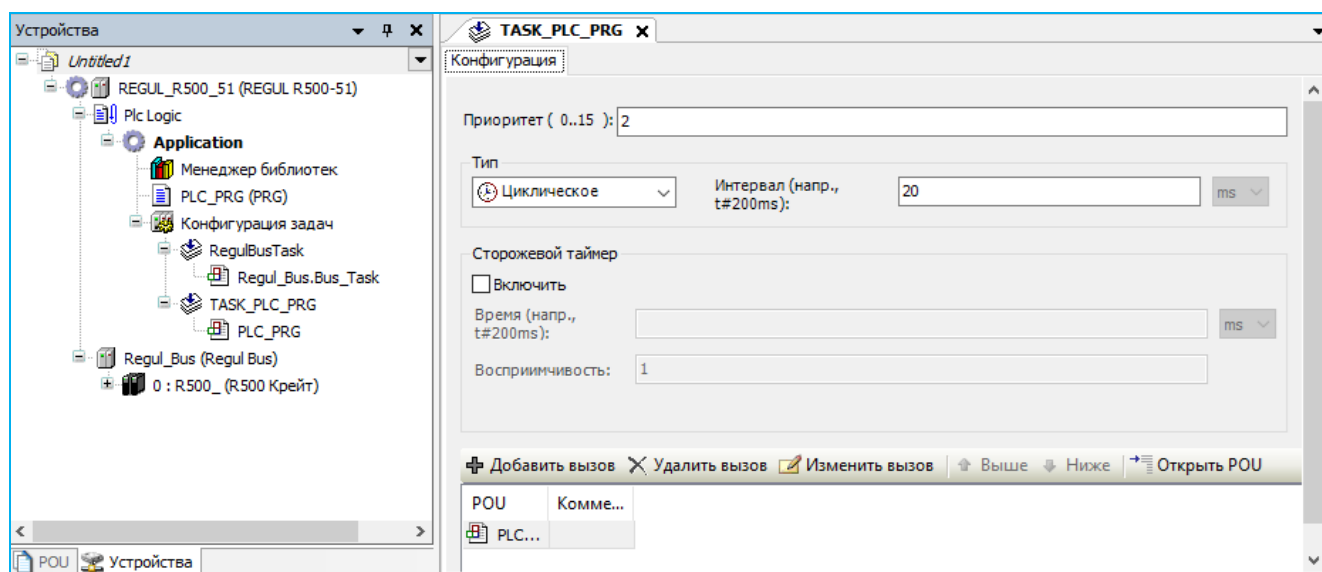 Устройства
Untitled1
REGUL_R500_51 (REGUL R500-51)
Plc Logic
Application
Менеджер библиотек
PLC_PRG (PRG)
Конфигурация задач
RegulBusTask
Regul_Bus.Bus_Task
TASK_PLC_PRG
PLC_PRG
Regul_Bus (Regul Bus)
0 : R500_ (R500 Крейт)
POU Устройства
TASK_PLC_PRG
Конфигурация
Приоритет ( 0..15 ): 2
Тип
Циклическое Интервал (напр., t#200ms): 20 ms
Сторожевой таймер
Включить
Время (напр., t#200ms): ms
Восприимчивость: 1
Добавить вызов Удалить вызов Изменить вызов Выше Ниже Открыть POU
POU Комме...
PLC...